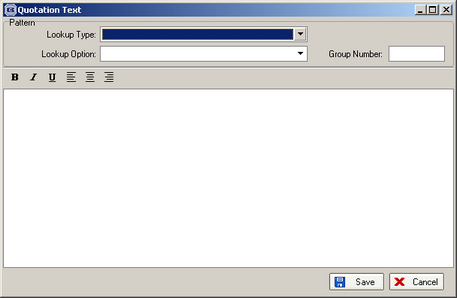 Quotation Text
Pattern
Lookup Type:
Lookup Option:
Group Number:
B I U
Save
Cancel